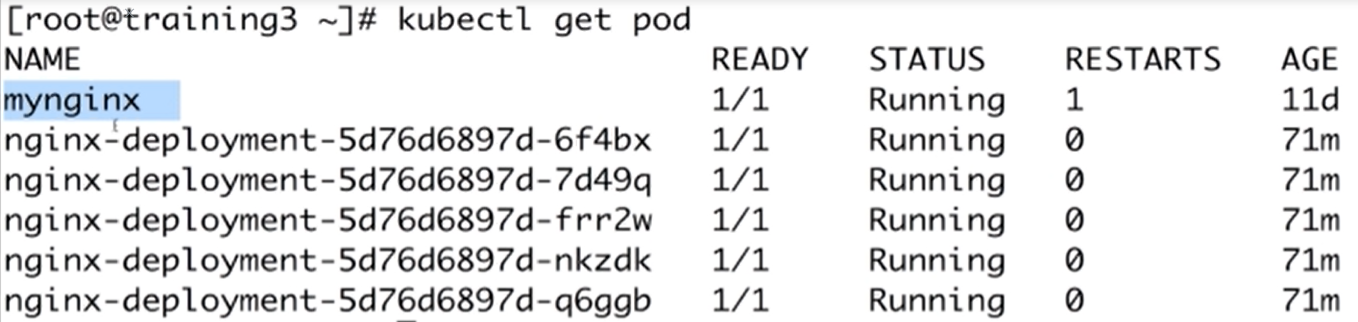 [root@training3 ~]# kubectl get pod
NAME READY STATUS RESTARTS AGE
mynginx 1/1 Running 1 11d
nginx-deployment-5d76d6897d-6f4bx 1/1 Running 0 71m
nginx-deployment-5d76d6897d-7d49q 1/1 Running 0 71m
nginx-deployment-5d76d6897d-frr2w 1/1 Running 0 71m
nginx-deployment-5d76d6897d-nkzdk 1/1 Running 0 71m
nginx-deployment-5d76d6897d-q6ggb 1/1 Running 0 71m